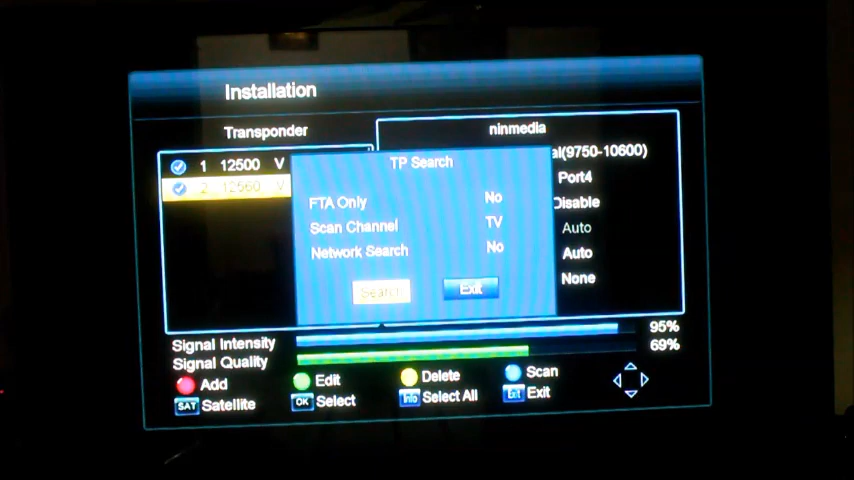 Installation
Transponder
ninmedia
1 12500 V
al(9750-10600)
2 12560 V
Port4
Disable
Auto
Auto
None
TP Search
FTA Only No
Scan Channel TV
Network Search No
Search Exit
Signal Intensity 95%
Signal Quality 69%
Add Edit Delete Scan
SAT Satellite OK Select Info Select All Exit Exit